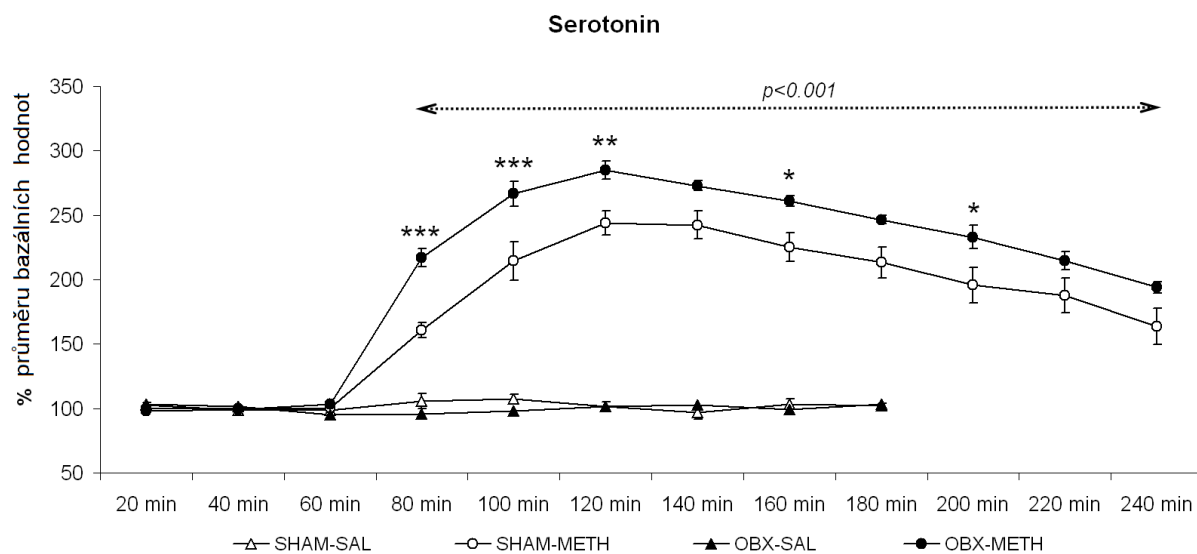 Serotonin
% průměru bazálních hodnot
350
300
250
200
150
100
50
p<0.001
***
***
**
*
*
20 min 40 min 60 min 80 min 100 min 120 min 140 min 160 min 180 min 200 min 220 min 240 min
SHAM-SAL SHAM-METH OBX-SAL OBX-METH